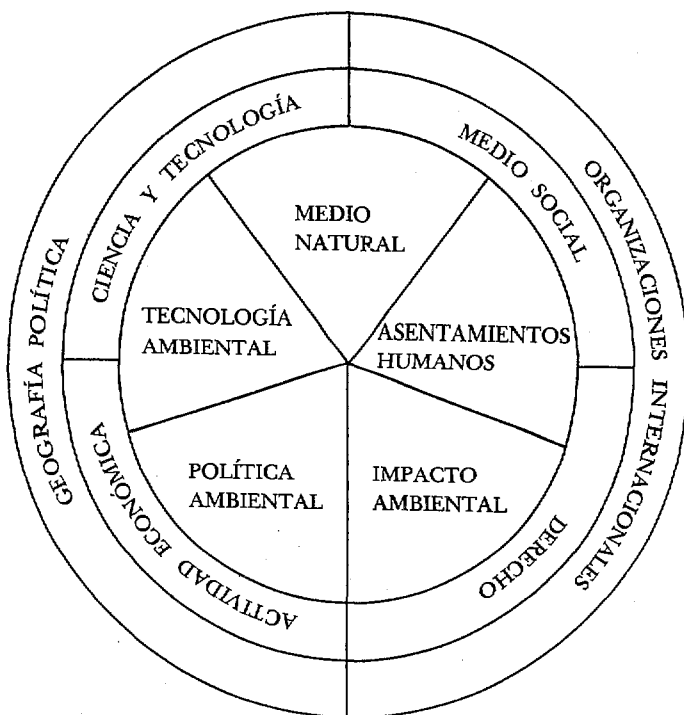 CIENCIA Y TECNOLOGÍA
MEDIO SOCIAL
ORGANIZACIONES INTERNACIONALES
GEOGRAFÍA POLÍTICA
MEDIO
NATURAL
TECNOLOGÍA
AMBIENTAL
ASENTAMIENTOS
HUMANOS
POLÍTICA
AMBIENTAL
IMPACTO
AMBIENTAL
ACTIVIDAD ECONÓMICA
DERECHO